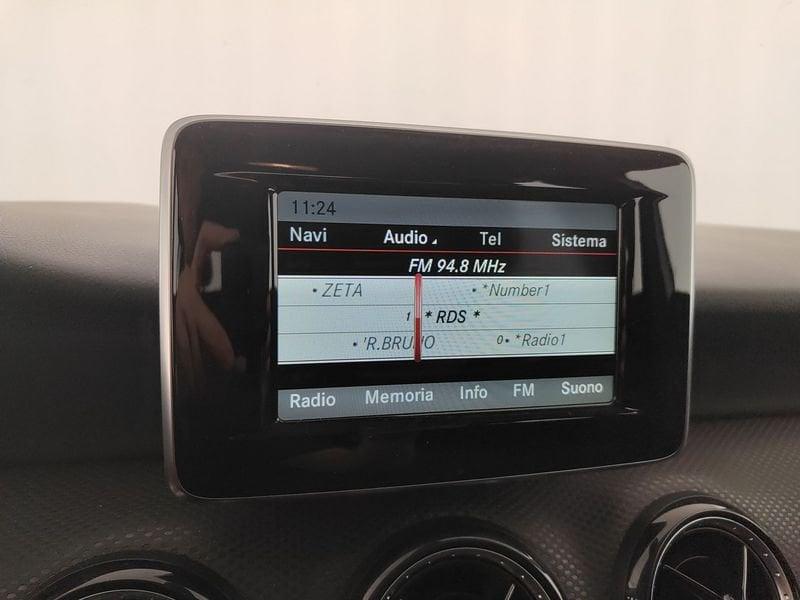 11:24
Navi Audio Tel Sistema
FM 94.8 MHz
• ZETA • *Number1
1 * RDS *
• 'R.BRUNO 0• *Radio1
Radio Memoria Info FM Suono